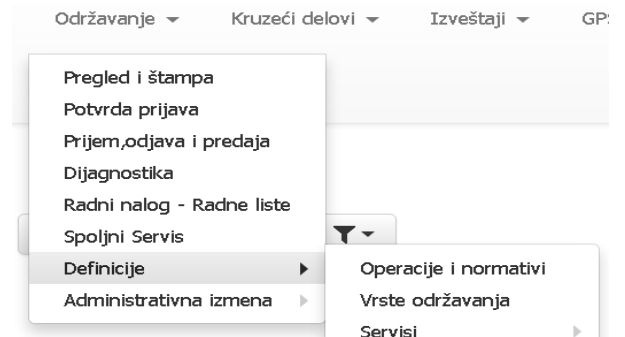 Održavanje Kruzeći delovi Izveštaji GPS
Pregled i štampa
Potvrda prijava
Prijem,odjava i predaja
Dijagnostika
Radni nalog - Radne liste
Spoljni Servis
Definicije
Administrativna izmena
Operacije i normativi
Vrste održavanja
Servisi